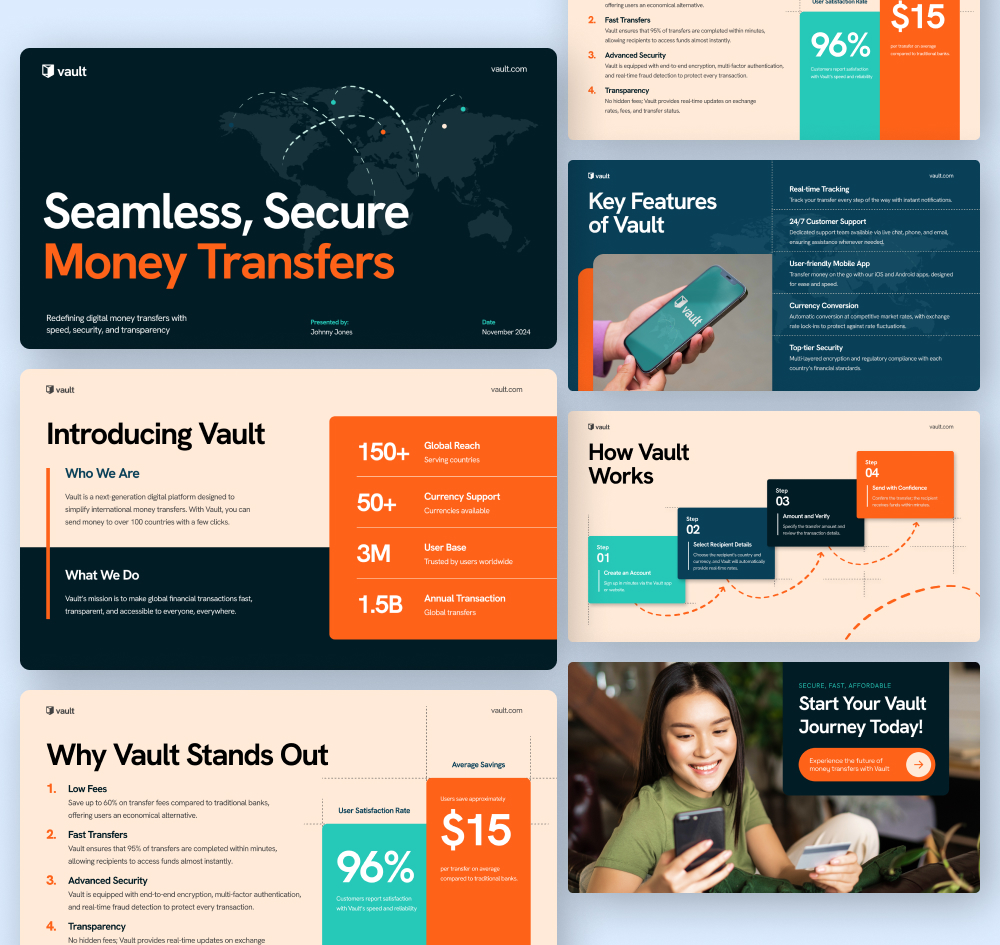 vault
vault.com
Seamless, Secure
Money Transfers
Redefining digital money transfers with
speed, security, and transparency
Presented by:
Johnny Jones
Date
November 2024
vault
vault.com
Introducing Vault
Who We Are
Vault is a next-generation digital platform designed to
simplify international money transfers. With Vault, you can
send money to over 100 countries with a few clicks.
What We Do
Vault's mission is to make global financial transactions fast,
transparent, and accessible to everyone, everywhere.
150+
Global Reach
Serving countries
50+
Currency Support
Currencies available
3M
User Base
Trusted by users worldwide
1.5B
Annual Transaction
Global transfers
vault
vault.com
Why Vault Stands Out
1. Low Fees
Save up to 60% on transfer fees compared to traditional banks,
offering users an economical alternative.
2. Fast Transfers
Vault ensures that 95% of transfers are completed within minutes,
allowing recipients to access funds almost instantly.
3. Advanced Security
Vault is equipped with end-to-end encryption, multi-factor authentication,
and real-time fraud detection to protect every transaction.
4. Transparency
No hidden fees; Vault provides real-time updates on exchange
User Satisfaction Rate
96%
Customers report satisfaction
with Vault's speed and reliability
Average Savings
Users save approximately
$15
per transfer on average
compared to traditional banks.
offering users an economical alternative.
2. Fast Transfers
Vault ensures that 95% of transfers are completed within minutes,
allowing recipients to access funds almost instantly.
3. Advanced Security
Vault is equipped with end-to-end encryption, multi-factor authentication,
and real-time fraud detection to protect every transaction.
4. Transparency
No hidden fees; Vault provides real-time updates on exchange
rates, fees, and transfer status.
User Satisfaction Rate
96%
Customers report satisfaction
with Vault's speed and reliability
$15
per transfer on average
compared to traditional banks.
vault
vault.com
Key Features
of Vault
vault
Real-time Tracking
Track your transfer every step of the way with instant notifications.
24/7 Customer Support
Dedicated support team available via live chat, phone, and email,
ensuring assistance whenever needed.
User-friendly Mobile App
Transfer money on the go with our iOS and Android apps, designed
for ease and speed.
Currency Conversion
Automatic conversion at competitive market rates, with exchange
rate lock-ins to protect against rate fluctuations.
Top-tier Security
Multi-layered encryption and regulatory compliance with each
country's financial standards.
vault
vault.com
How Vault
Works
Step
01
Create an Account
Sign up in minutes via the Vault app
or website.
Step
02
Select Recipient Details
Choose the recipient's country and
currency, and Vault will automatically
provide real-time rates.
Step
03
Amount and Verify
Specify the transfer amount and
review the transaction details.
Step
04
Send with Confidence
Confirm the transfer, the recipient
receives funds within minutes.
SECURE, FAST, AFFORDABLE
Start Your Vault
Journey Today!
Experience the future of
money transfers with Vault